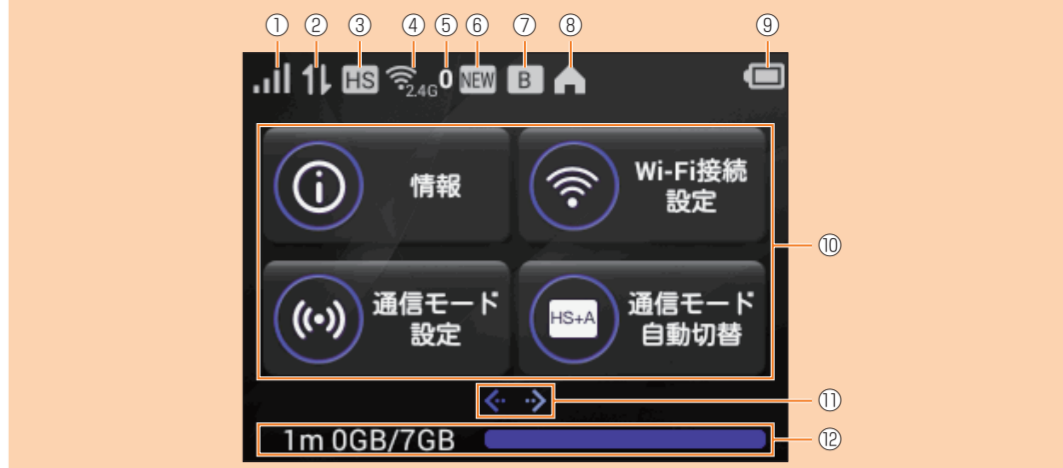 ① ② ③ ④ ⑤ ⑥ ⑦ ⑧ ⑨
HS 2.4G 0 NEW B
情報
Wi-Fi接続
設定
⑩
通信モード
設定
HS+A
通信モード
自動切替
⑪
1m 0GB/7GB
⑫